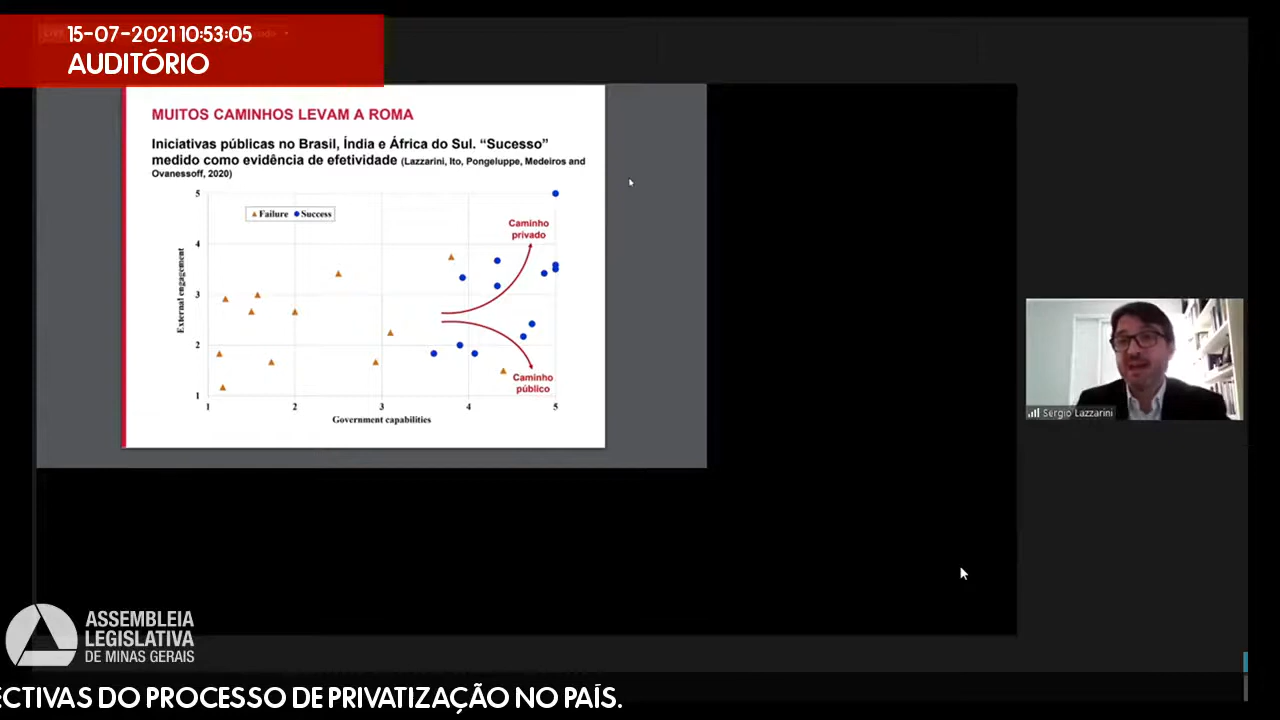 15-07-2021 10:53:05
AUDITÓRIO
MUITOS CAMINHOS LEVAM A ROMA
Iniciativas públicas no Brasil, Índia e África do Sul. “Sucesso”
medido como evidência de efetividade (Lazzarini, Ito, Pongeluppe, Medeiros and
Ovanessoff, 2020)
Failure Success
External engagement
5
4
3
2
1
Caminho
privado
Caminho
público
1 2 3 4 5
Government capabilities
Sergio Lazzarini
ASSEMBLEIA
LEGISLATIVA
DE MINAS GERAIS
ECTIVAS DO PROCESSO DE PRIVATIZAÇÃO NO PAÍS.